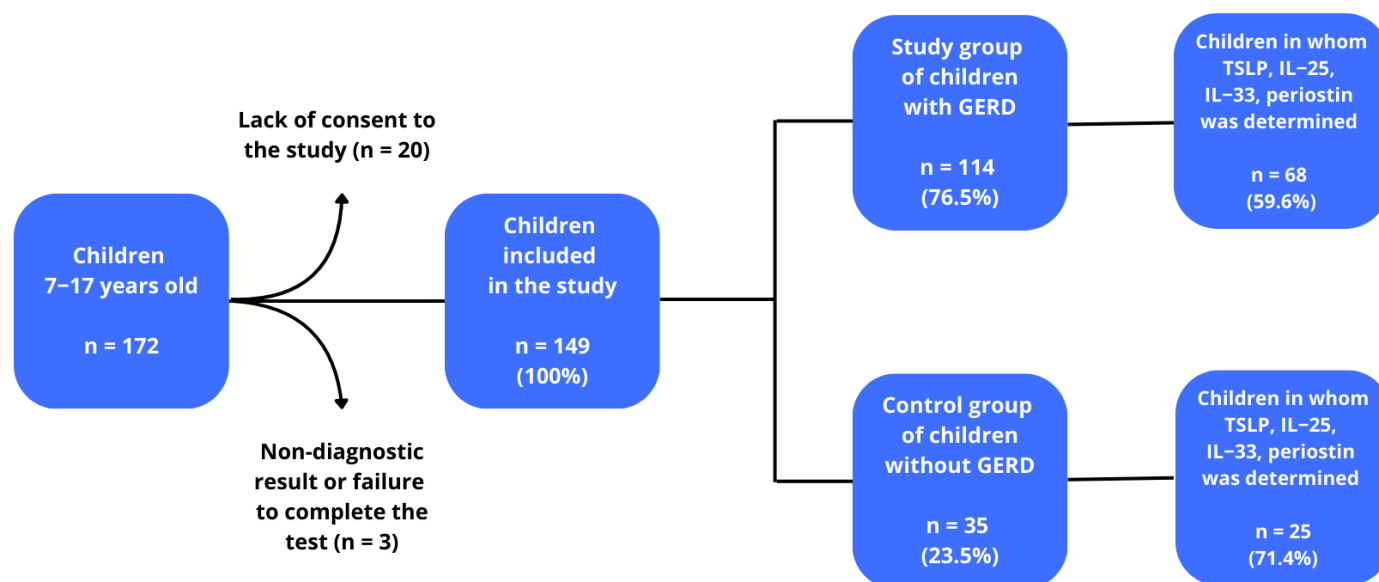 Children
7−17 years old
n = 172
Lack of consent to
the study (n = 20)
Non-diagnostic
result or failure
to complete the
test (n = 3)
Children
included
in the study
n = 149
(100%)
Study group
of children
with GERD
n = 114
(76.5%)
Children in whom
TSLP, IL−25,
IL−33, periostin
was determined
n = 68
(59.6%)
Control group
of children
without GERD
n = 35
(23.5%)
Children in whom
TSLP, IL−25,
IL−33, periostin
was determined
n = 25
(71.4%)